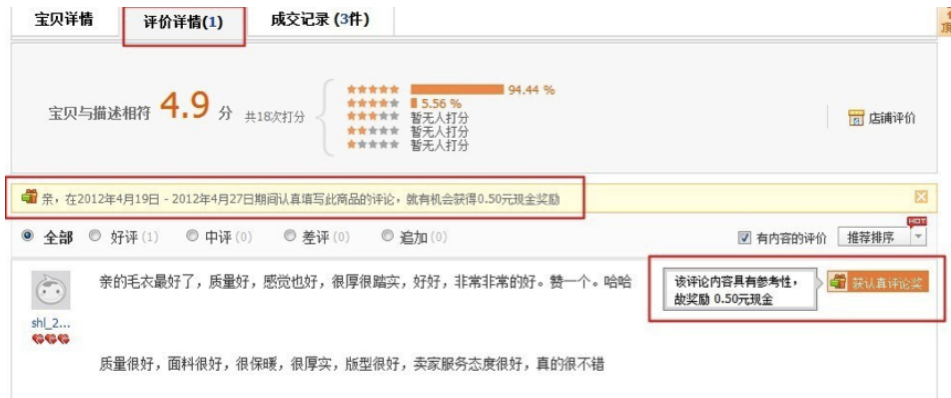 宝贝详情 评价详情(1) 成交记录 (3件)
宝贝与描述相符 4.9 分 共18次打分
94.44 %
5.56 %
暂无人打分
暂无人打分
暂无人打分
店铺评价
亲，在2012年4月19日 - 2012年4月27日期间认真填写此商品的评论，就有机会获得0.50元现金奖励
全部 好评 (1) 中评 (0) 差评 (0) 追加 (0) 有内容的评价 推荐排序 HOT
亲的毛衣最好了，质量好，感觉也好，很厚很踏实，好好，非常非常的好。赞一个。哈哈
该评论内容具有参考性，
故奖励 0.50元现金
获认真评论奖
shl_2...
质量很好，面料很好，很保暖，很厚实，版型很好，卖家服务态度很好，真的很不错